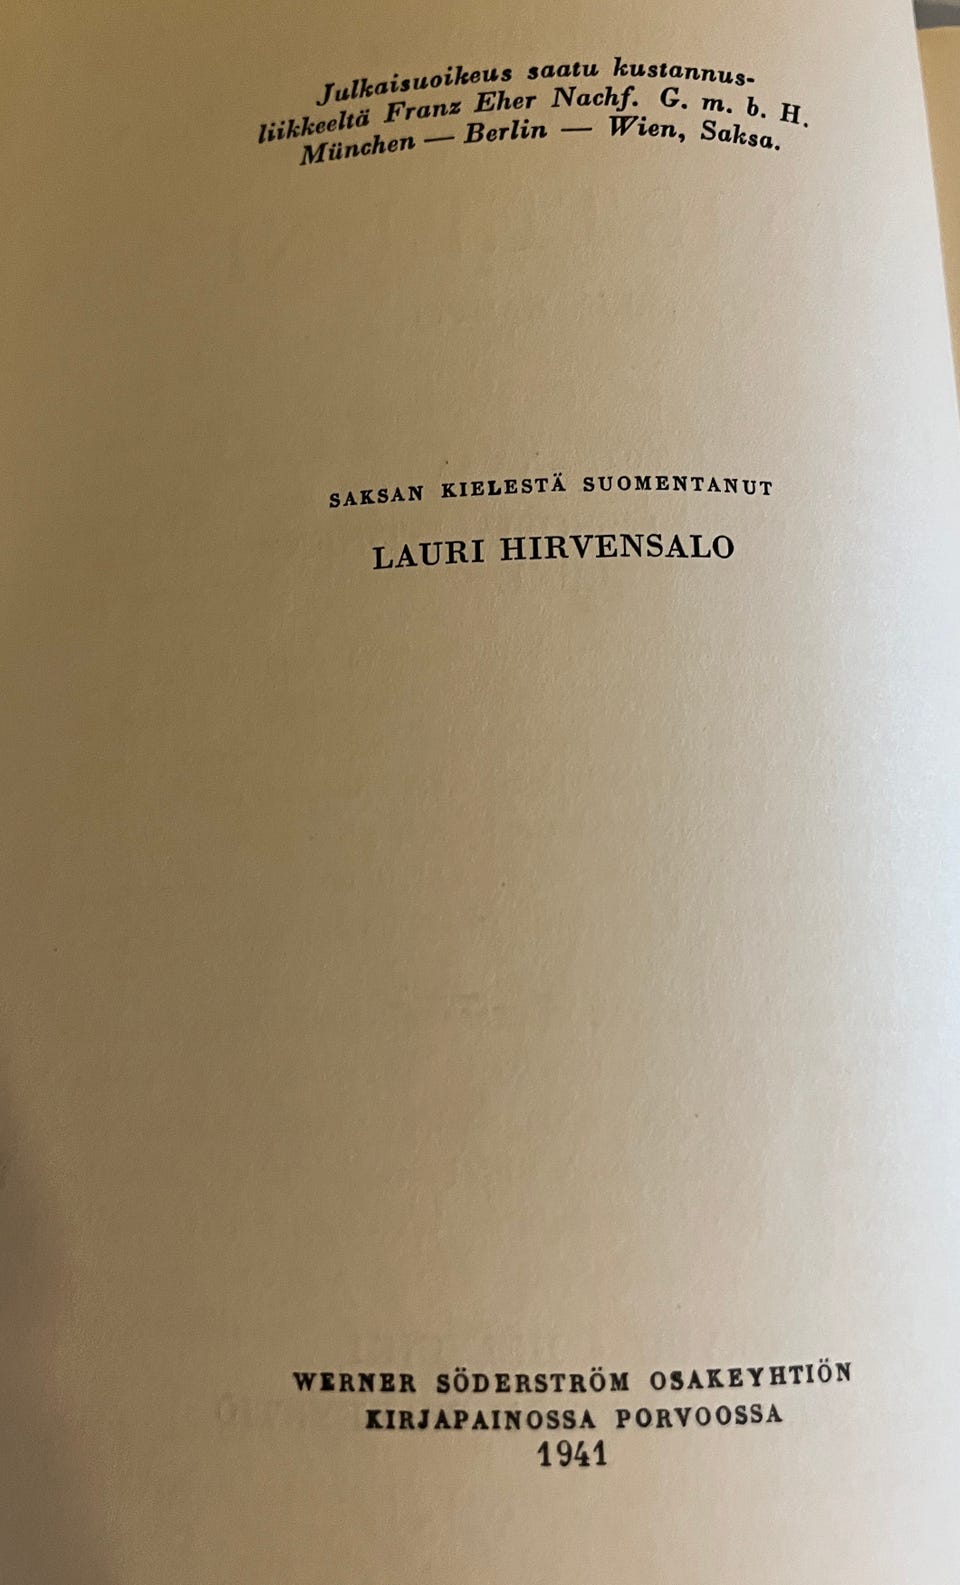 Julkaisuoikeus saatu kustannus-
liikkeeltä Franz Eher Nachf. G. m. b. H.
München — Berlin — Wien, Saksa.
SAKSAN KIELESTÄ SUOMENTANUT
LAURI HIRVENSALO
WERNER SÖDERSTRÖM OSAKEYHTIÖN
KIRJAPAINOSSA PORVOOSSA
1941